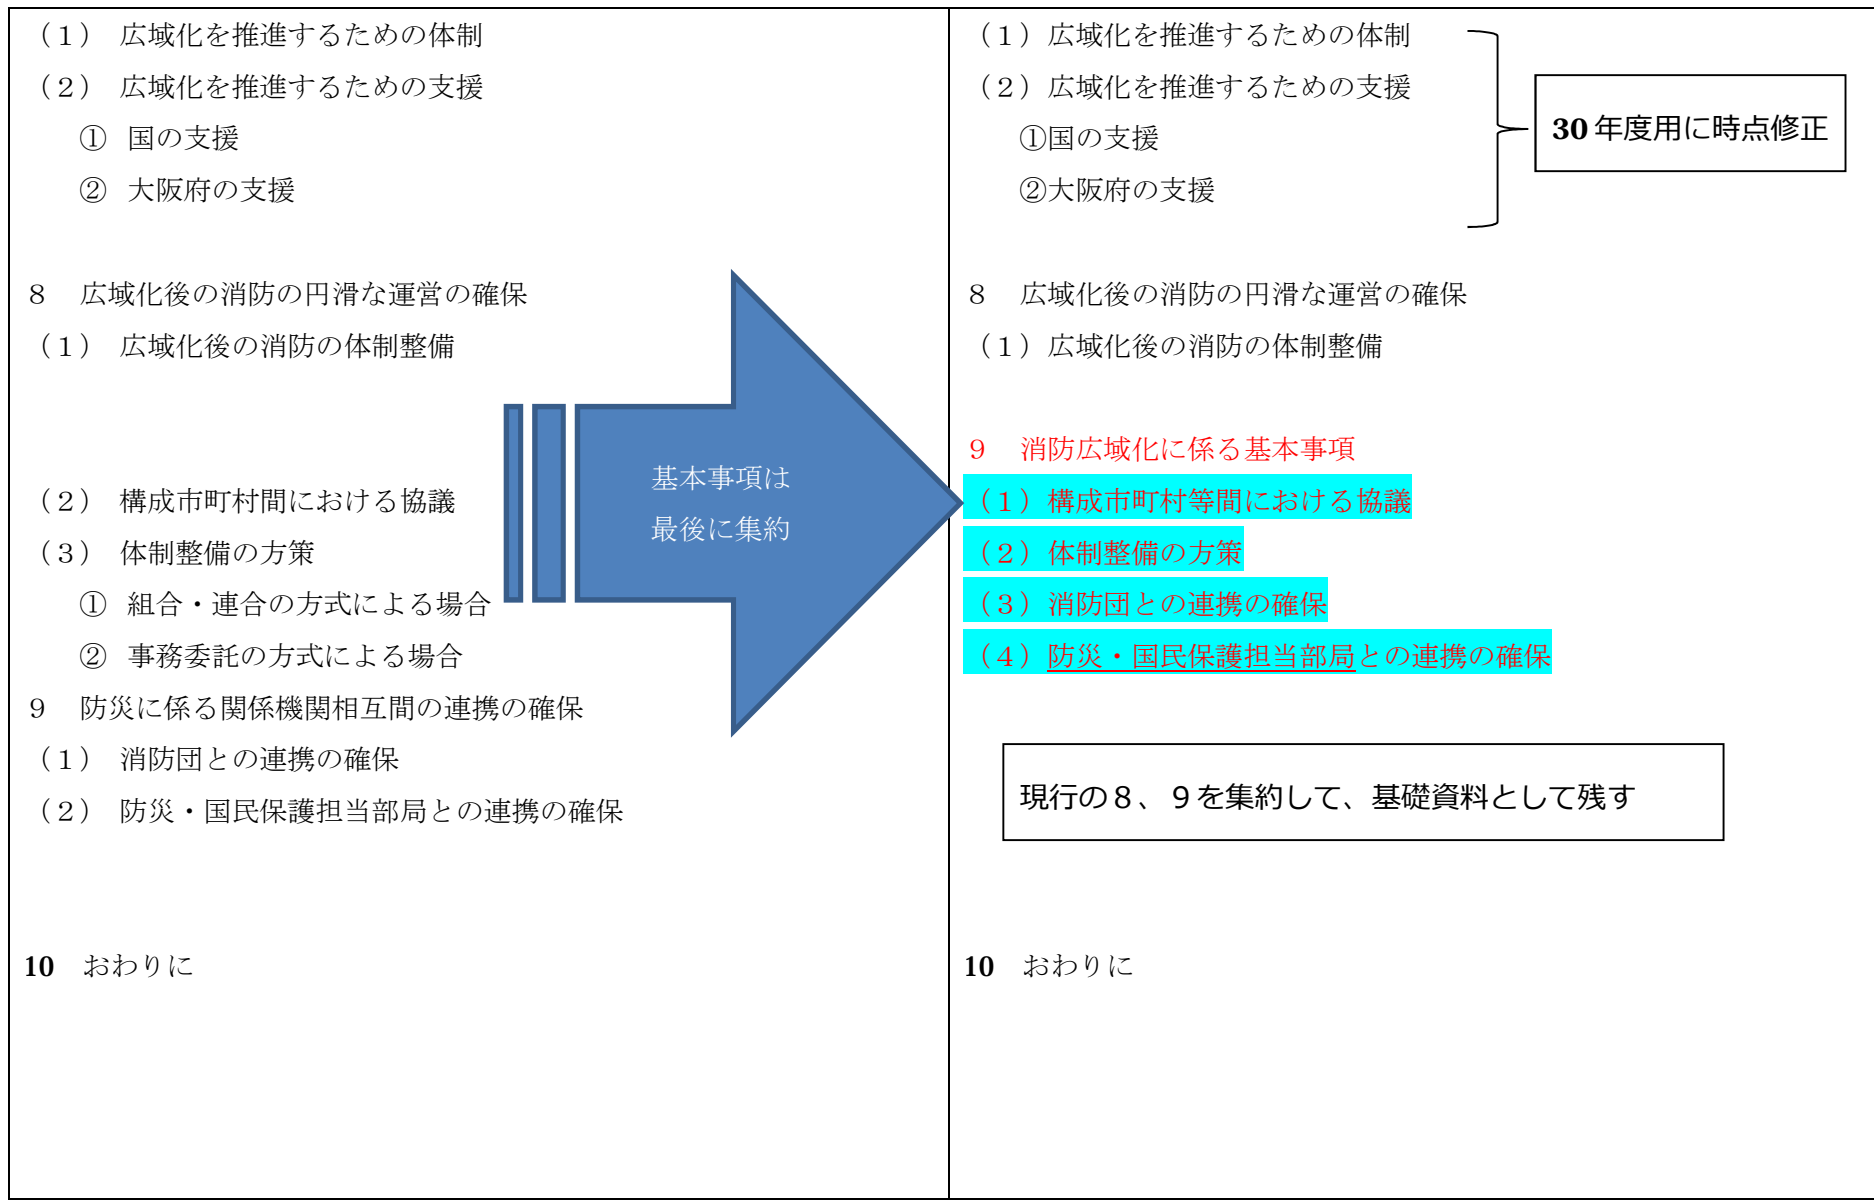 （１） 広域化を推進するための体制
（２） 広域化を推進するための支援
① 国の支援
② 大阪府の支援
８　広域化後の消防の円滑な運営の確保
（１） 広域化後の消防の体制整備
（２） 構成市町村間における協議
（３） 体制整備の方策
① 組合・連合の方式による場合
② 事務委託の方式による場合
９　防災に係る関係機関相互間の連携の確保
（１） 消防団との連携の確保
（２） 防災・国民保護担当部局との連携の確保
10　おわりに
基本事項は
最後に集約
（１）広域化を推進するための体制
（２）広域化を推進するための支援
①国の支援
②大阪府の支援
30 年度用に時点修正
８　広域化後の消防の円滑な運営の確保
（１）広域化後の消防の体制整備
９　消防広域化に係る基本事項
（１）構成市町村等間における協議
（２）体制整備の方策
（３）消防団との連携の確保
（４）防災・国民保護担当部局との連携の確保
現行の８、９を集約して、基礎資料として残す
10　おわりに